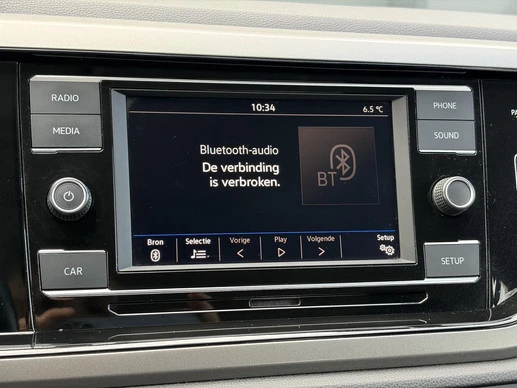 RADIO
MEDIA
CAR
10:34
6.5 °C
Bluetooth-audio
De verbinding
is verbroken.
BT
Bron
Selectie
Vorige
Play
Volgende
Setup
PHONE
SOUND
SETUP